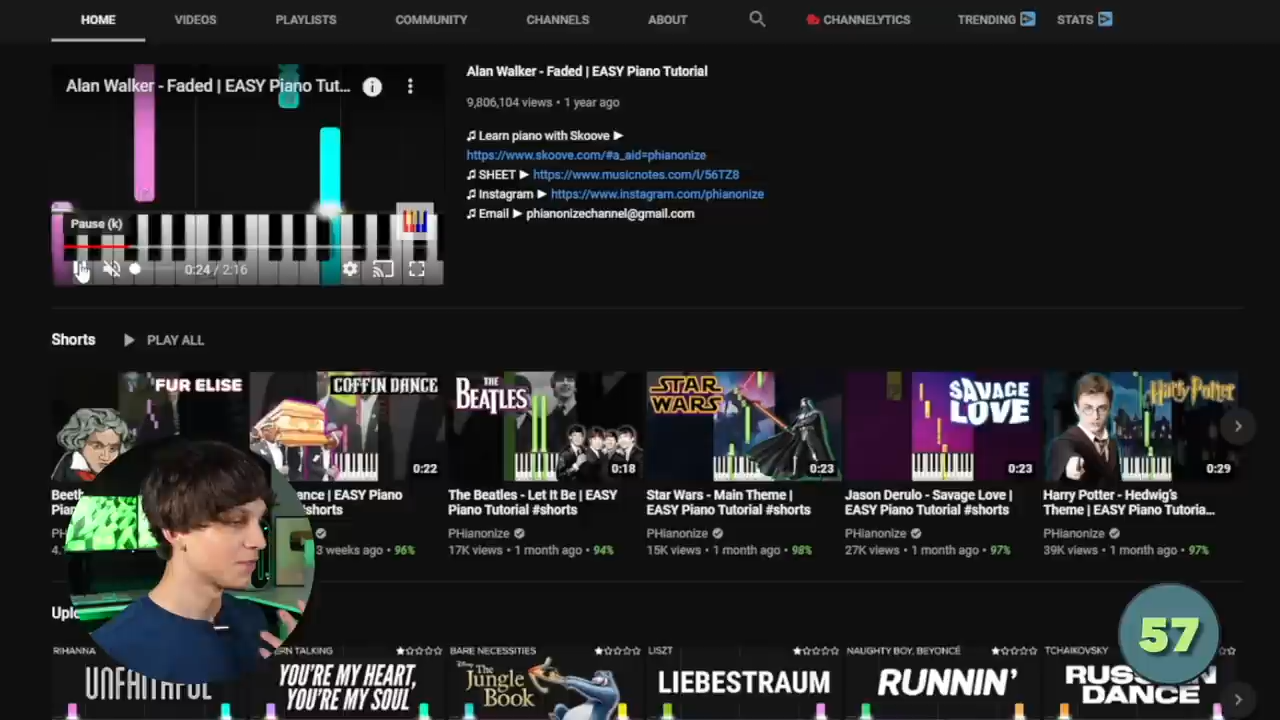 HOME VIDEOS PLAYLISTS COMMUNITY CHANNELS ABOUT CHANNELYTICS TRENDING STATS
Alan Walker - Faded | EASY Piano Tut...
Pause (k)
0:24 / 2:16
Alan Walker - Faded | EASY Piano Tutorial
9,806,104 views • 1 year ago
♫ Learn piano with Skoove ►
https://www.skoove.com/#a_aid=phianonize
♫ SHEET ► https://www.musicnotes.com/l/56TZ8
♫ Instagram ► https://www.instagram.com/phianonize
♫ Email ► phianonizechannel@gmail.com
Shorts PLAY ALL
FUR ELISE
COFFIN DANCE
0:22
3 weeks ago • 96%
THE BEATLES
0:18
The Beatles - Let It Be | EASY
Piano Tutorial #shorts
PHianonize
17K views • 1 month ago • 94%
STAR WARS
0:23
Star Wars - Main Theme |
EASY Piano Tutorial #shorts
PHianonize
15K views • 1 month ago • 98%
SAVAGE LOVE
0:23
Jason Derulo - Savage Love |
EASY Piano Tutorial #shorts
PHianonize
27K views • 1 month ago • 97%
Harry Potter
0:29
Harry Potter - Hedwig's
Theme | EASY Piano Tutoria...
PHianonize
39K views • 1 month ago • 97%
RIHANNA
UNFAITHFUL
YOU'RE MY HEART,
YOU'RE MY SOUL
BARE NECESSITIES
Disney
The Jungle Book
LISZT
LIEBESTRAUM
NAUGHTY BOY, BEYONCÉ
RUNNIN'
TCHAIKOVSKY
RUSSIAN
DANCE
57